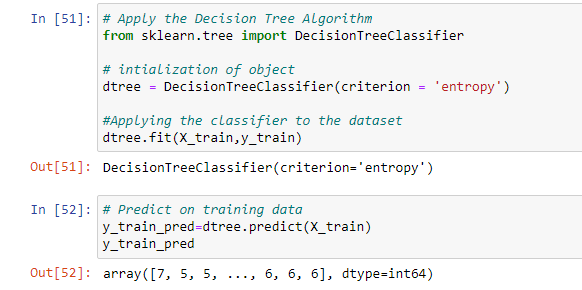 In [51]: # Apply the Decision Tree Algorithm
from sklearn.tree import DecisionTreeClassifier
# intialization of object
dtree = DecisionTreeClassifier(criterion = 'entropy')
#Applying the classifier to the dataset
dtree.fit(X_train,y_train)
Out[51]: DecisionTreeClassifier(criterion='entropy')
In [52]: # Predict on training data
y_train_pred=dtree.predict(X_train)
y_train_pred
Out[52]: array([7, 5, 5, ..., 6, 6, 6], dtype=int64)